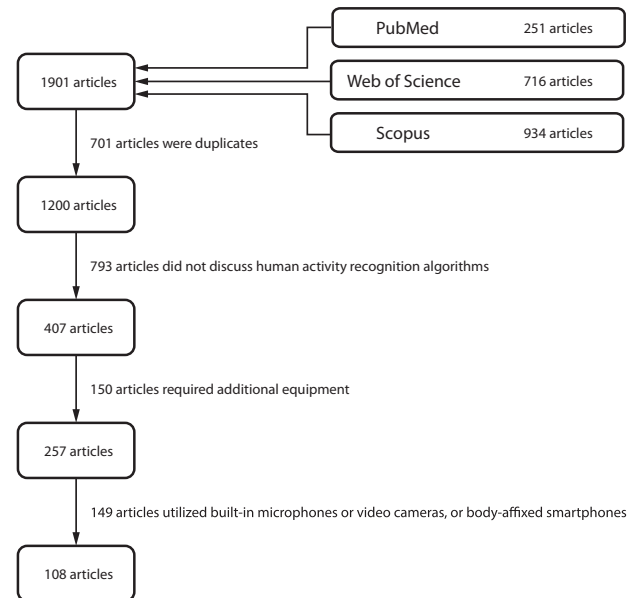 PubMed 251 articles
1901 articles
Web of Science 716 articles
Scopus 934 articles
701 articles were duplicates
1200 articles
793 articles did not discuss human activity recognition algorithms
407 articles
150 articles required additional equipment
257 articles
149 articles utilized built-in microphones or video cameras, or body-affixed smartphones
108 articles